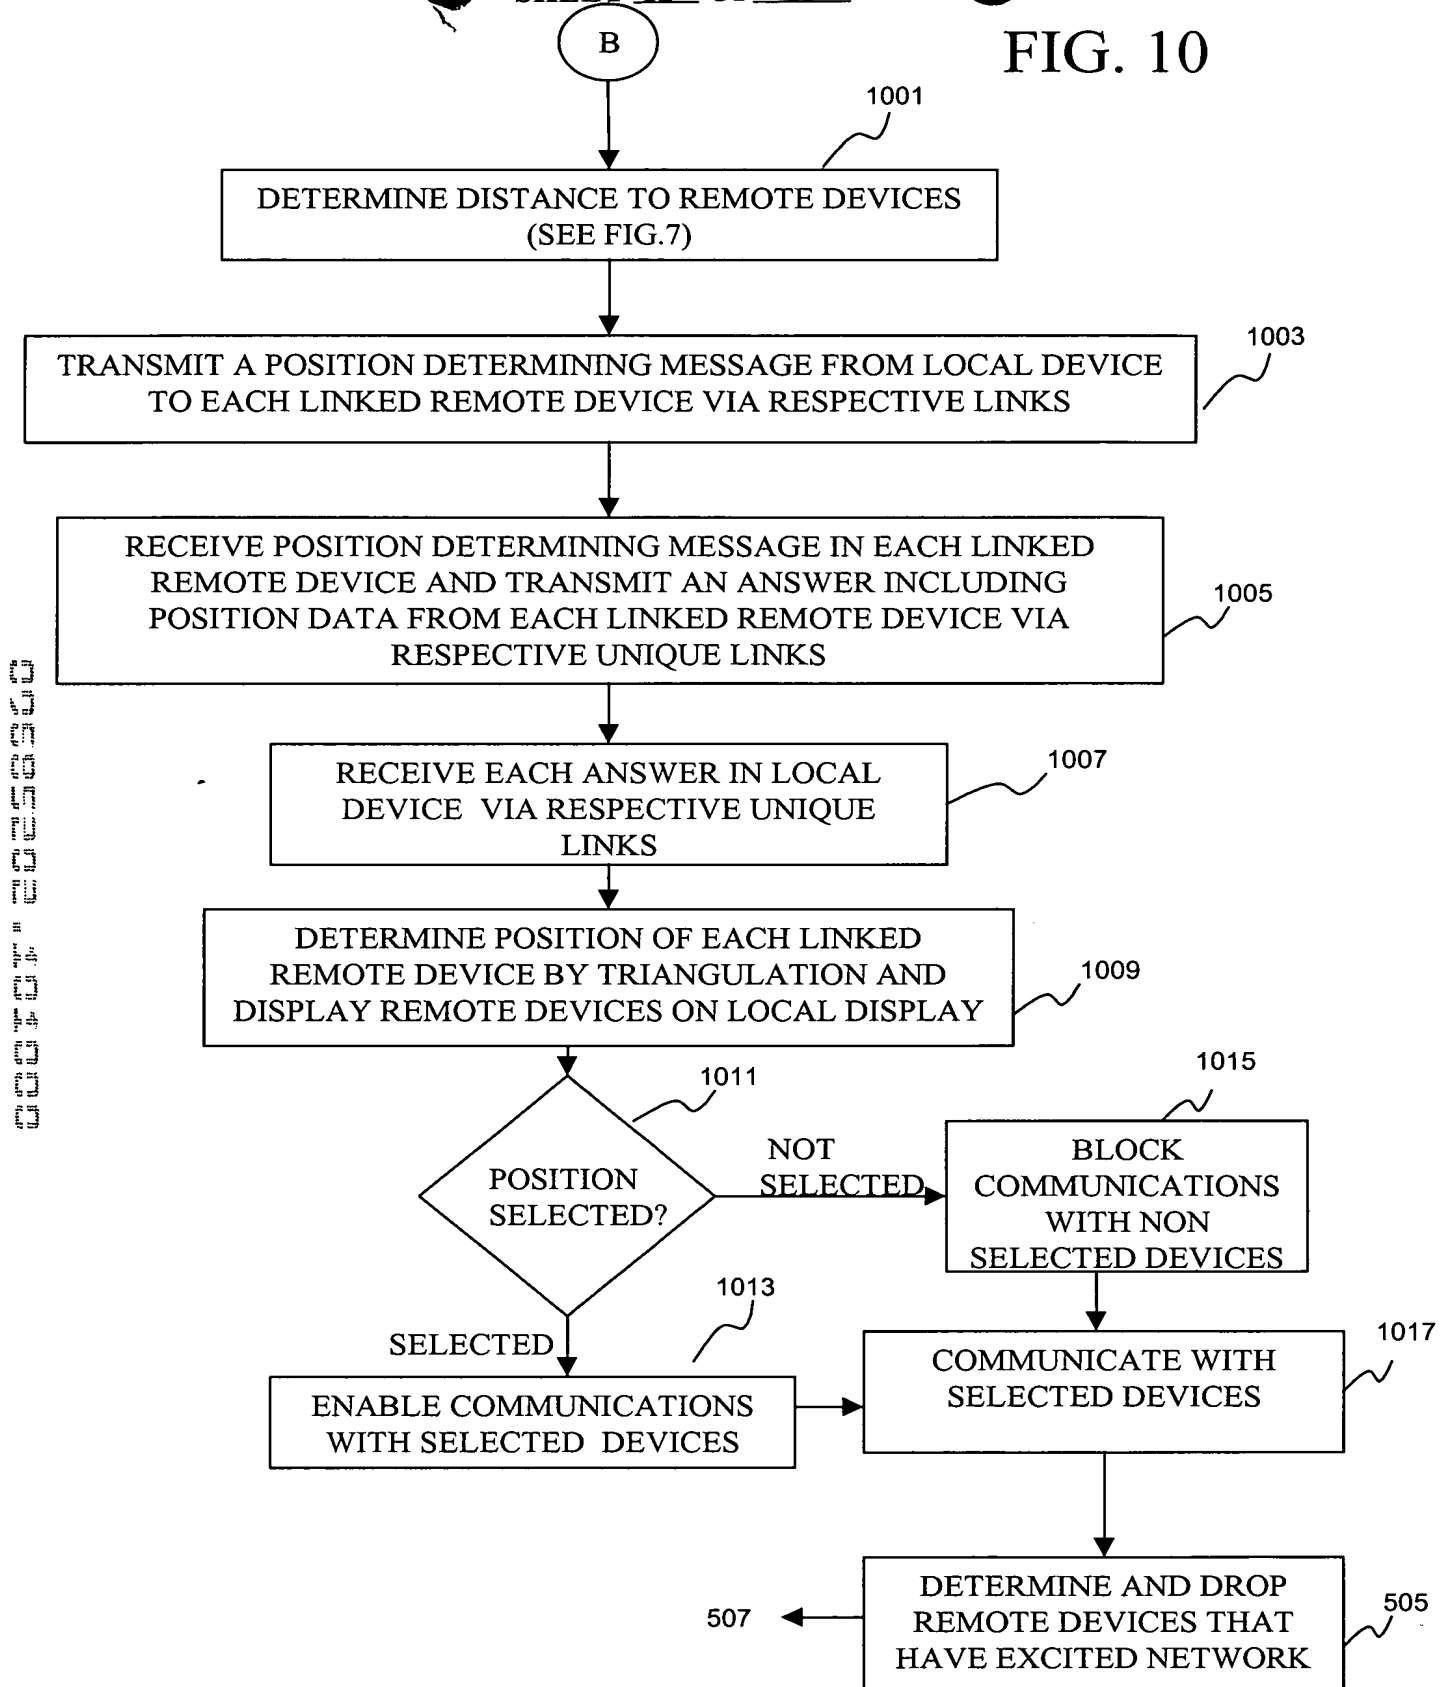 B
FIG. 10
1001
DETERMINE DISTANCE TO REMOTE DEVICES
(SEE FIG.7)
1003
TRANSMIT A POSITION DETERMINING MESSAGE FROM LOCAL DEVICE
TO EACH LINKED REMOTE DEVICE VIA RESPECTIVE LINKS
1005
RECEIVE POSITION DETERMINING MESSAGE IN EACH LINKED
REMOTE DEVICE AND TRANSMIT AN ANSWER INCLUDING
POSITION DATA FROM EACH LINKED REMOTE DEVICE VIA
RESPECTIVE UNIQUE LINKS
1007
RECEIVE EACH ANSWER IN LOCAL
DEVICE VIA RESPECTIVE UNIQUE
LINKS
1009
DETERMINE POSITION OF EACH LINKED
REMOTE DEVICE BY TRIANGULATION AND
DISPLAY REMOTE DEVICES ON LOCAL DISPLAY
1011
POSITION
SELECTED?
NOT
SELECTED
1015
BLOCK
COMMUNICATIONS
WITH NON
SELECTED DEVICES
SELECTED
1013
ENABLE COMMUNICATIONS
WITH SELECTED DEVICES
1017
COMMUNICATE WITH
SELECTED DEVICES
505
DETERMINE AND DROP
REMOTE DEVICES THAT
HAVE EXCITED NETWORK
507